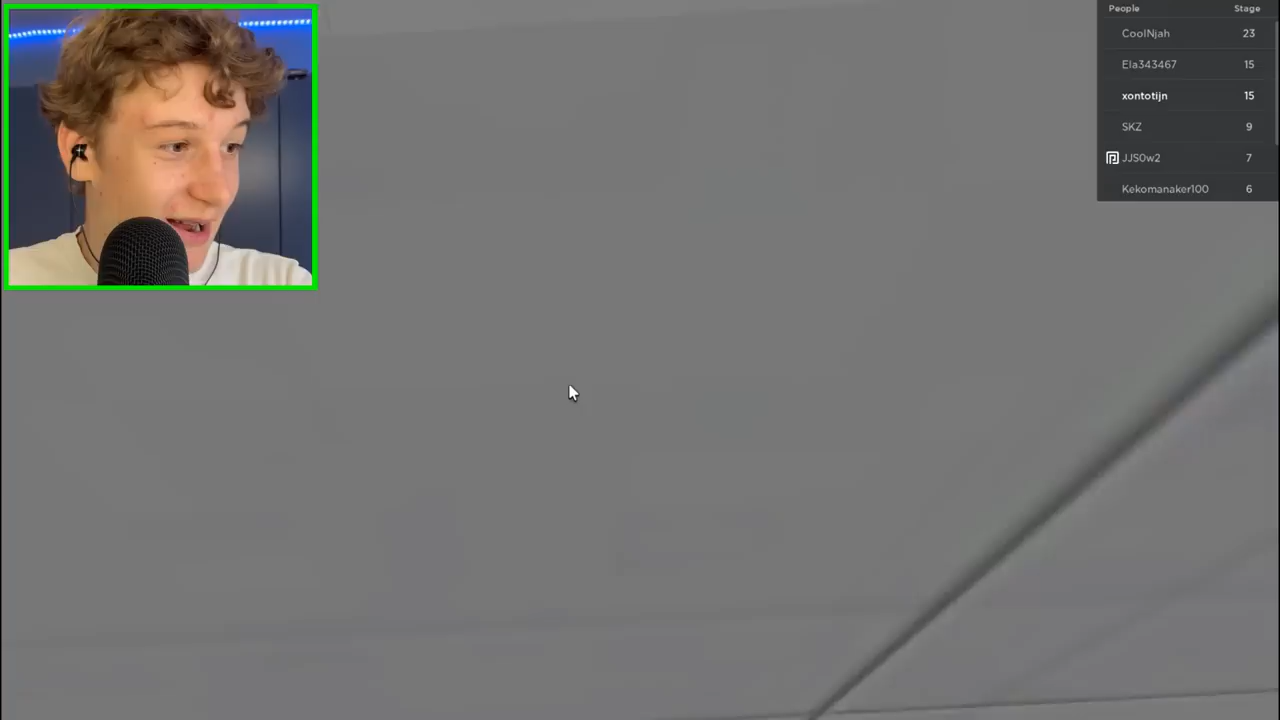 People Stage
CoolNjah 23
Ela343467 15
xontotijn 15
SKZ 9
JJS0w2 7
Kekomanaker100 6